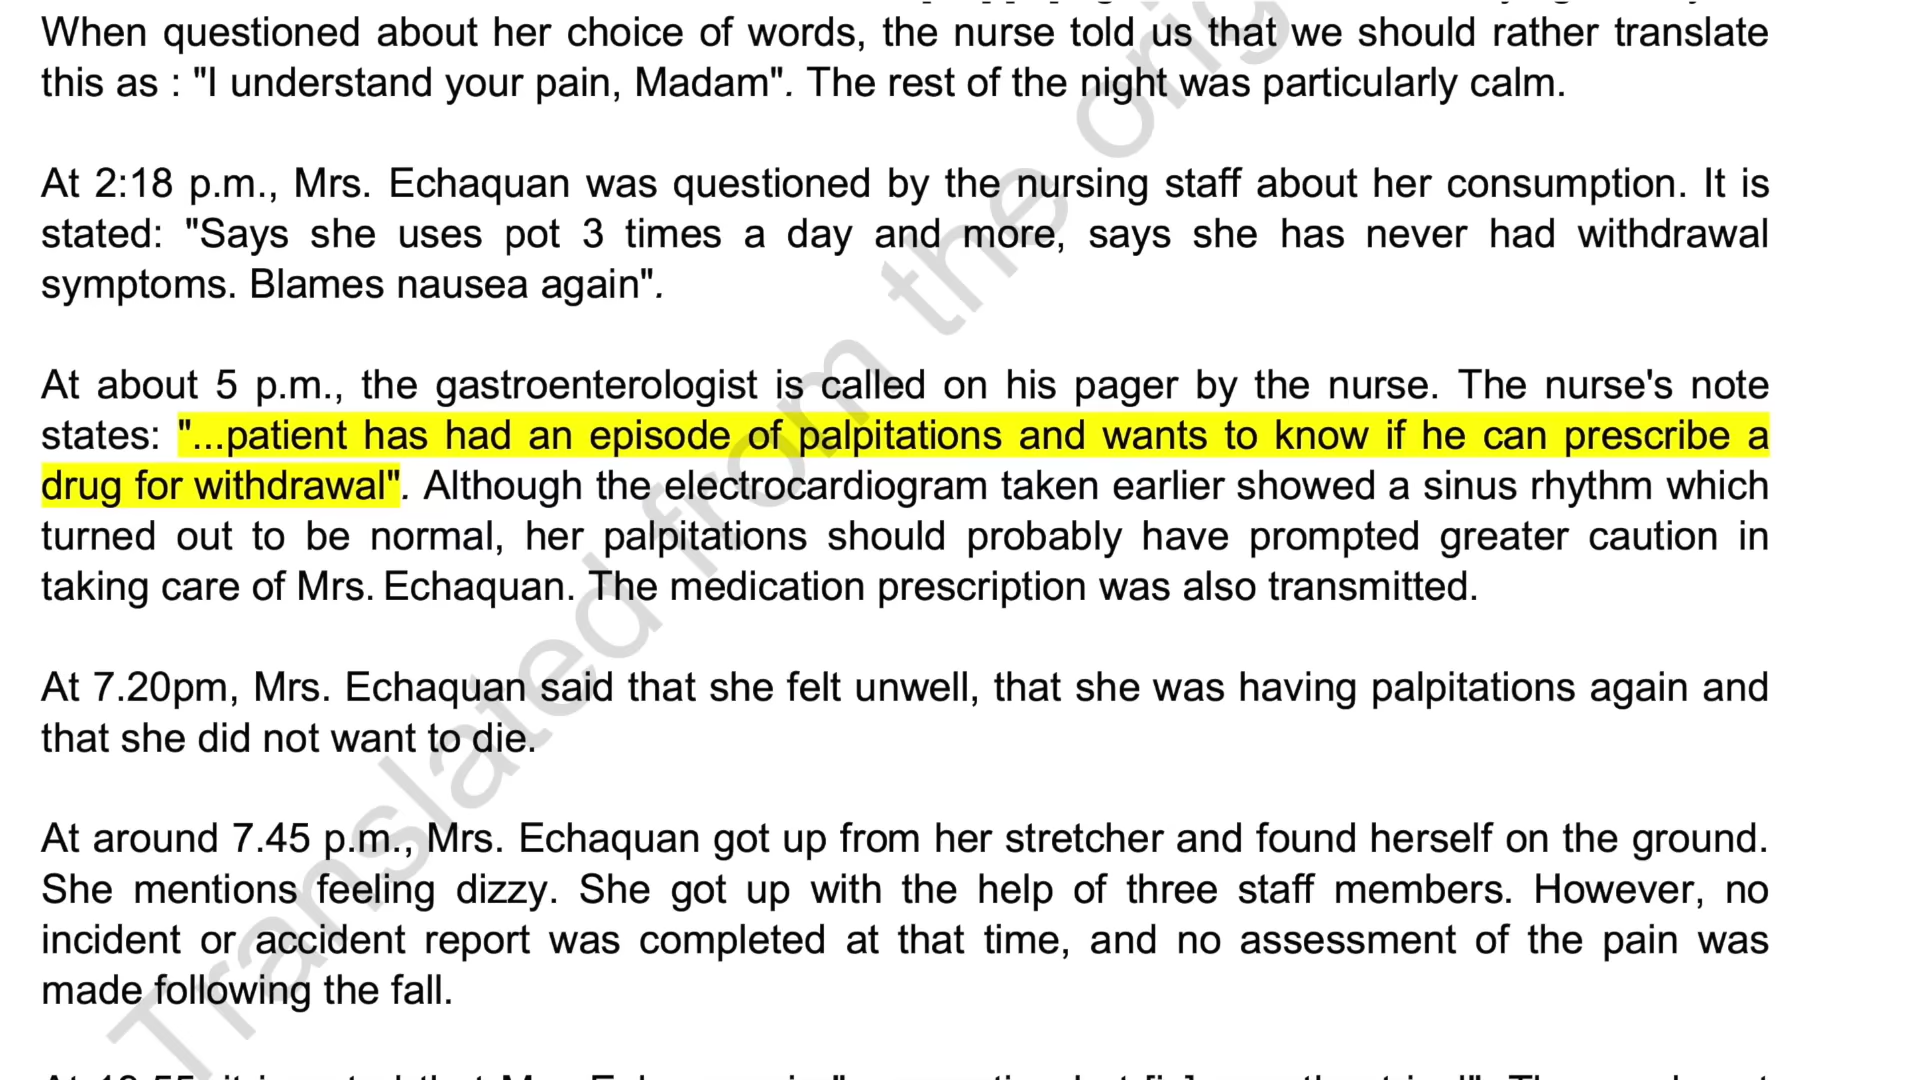 When questioned about her choice of words, the nurse told us that we should rather translate
this as : "I understand your pain, Madam". The rest of the night was particularly calm.
At 2:18 p.m., Mrs. Echaquan was questioned by the nursing staff about her consumption. It is
stated: "Says she uses pot 3 times a day and more, says she has never had withdrawal
symptoms. Blames nausea again".
At about 5 p.m., the gastroenterologist is called on his pager by the nurse. The nurse's note
states: "...patient has had an episode of palpitations and wants to know if he can prescribe a
drug for withdrawal". Although the electrocardiogram taken earlier showed a sinus rhythm which
turned out to be normal, her palpitations should probably have prompted greater caution in
taking care of Mrs. Echaquan. The medication prescription was also transmitted.
At 7.20pm, Mrs. Echaquan said that she felt unwell, that she was having palpitations again and
that she did not want to die.
At around 7.45 p.m., Mrs. Echaquan got up from her stretcher and found herself on the ground.
She mentions feeling dizzy. She got up with the help of three staff members. However, no
incident or accident report was completed at that time, and no assessment of the pain was
made following the fall.
Translated from the orig